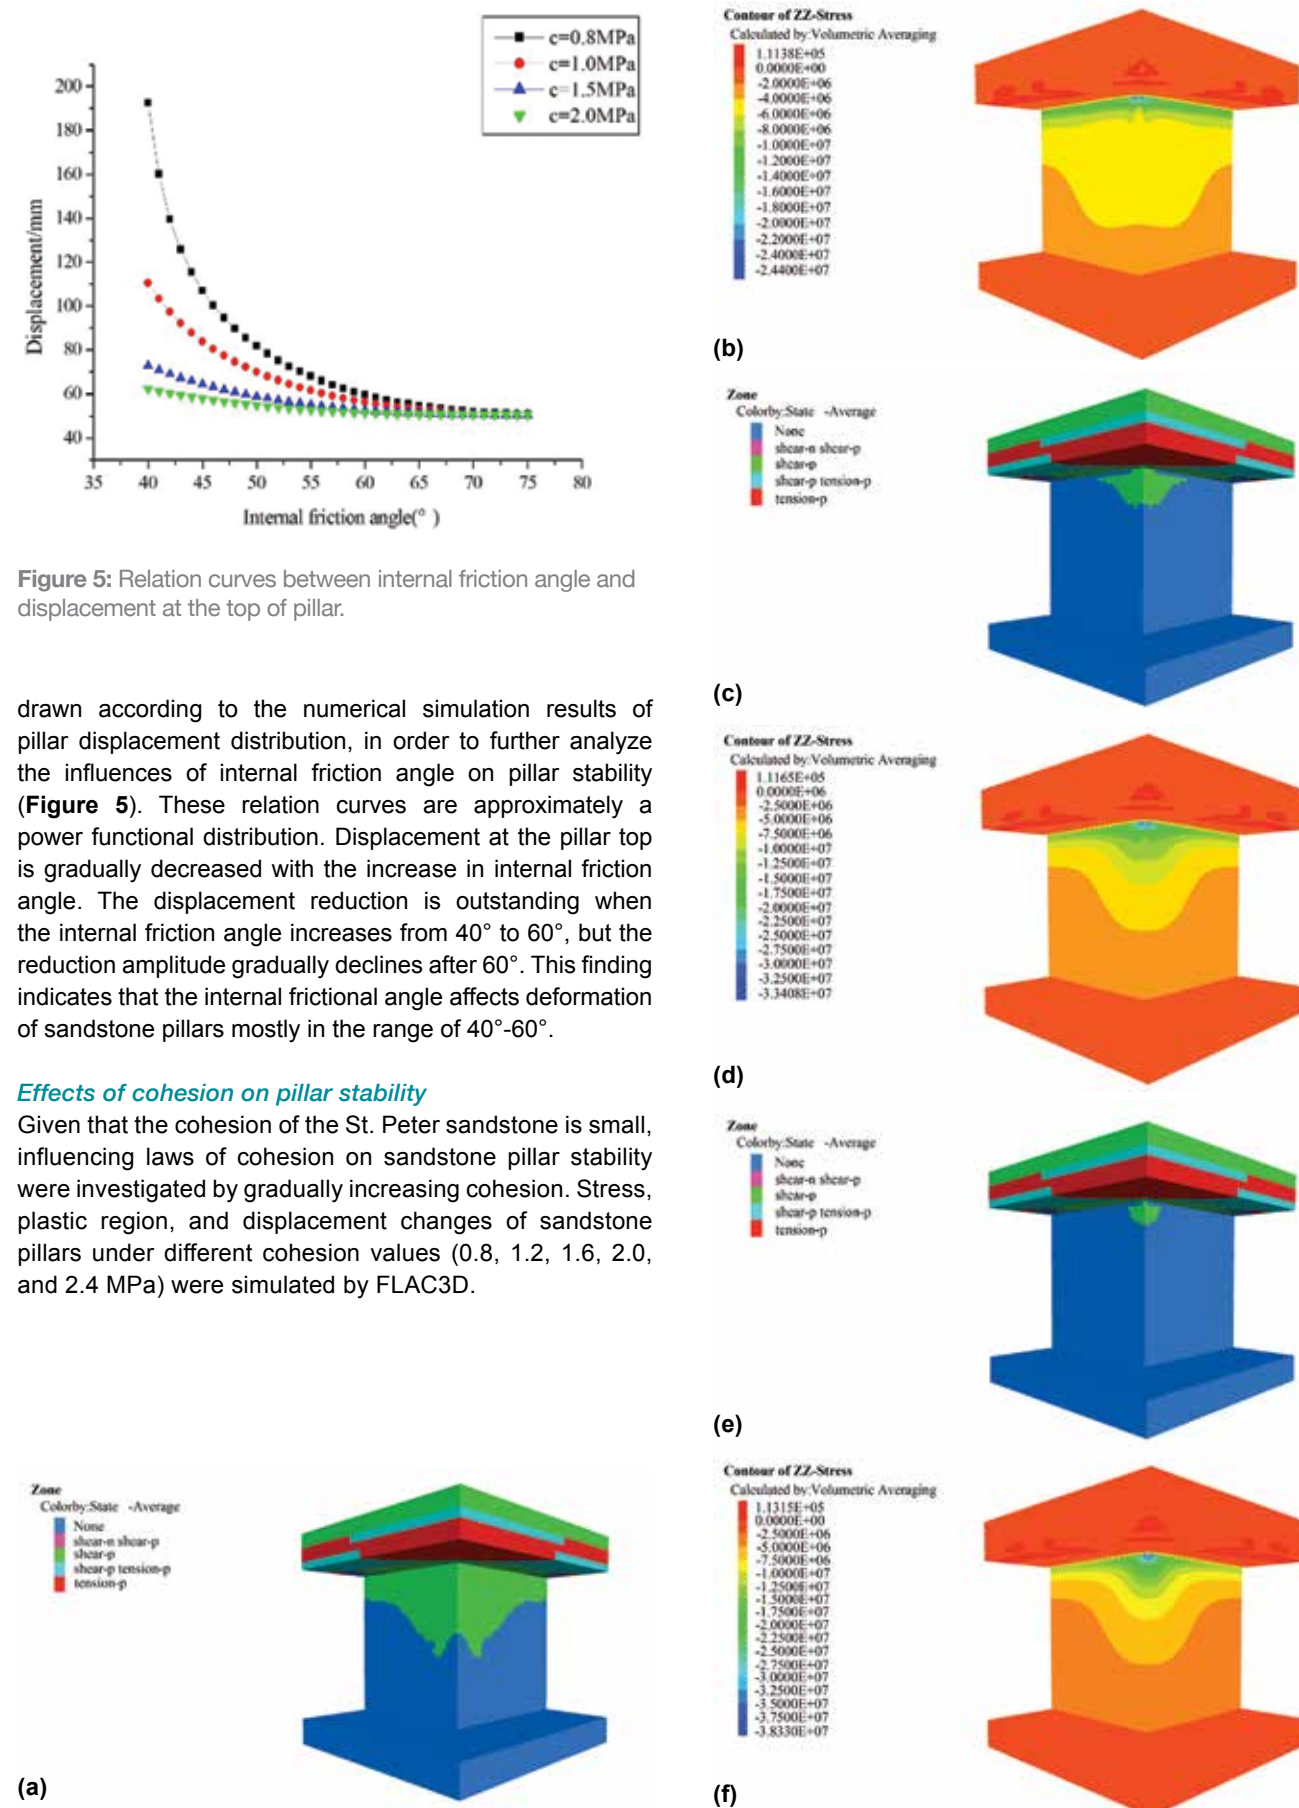 c=0.8MPa
c=1.0MPa
c=1.5MPa
c=2.0MPa
200
180
160
140
120
100
80
60
40
Displacement/mm
35
40
45
50
55
60
65
70
75
80
Internal friction angle(° )
Figure 5: Relation curves between internal friction angle and
displacement at the top of pillar.
drawn according to the numerical simulation results of
pillar displacement distribution, in order to further analyze
the influences of internal friction angle on pillar stability
(Figure 5). These relation curves are approximately a
power functional distribution. Displacement at the pillar top
is gradually decreased with the increase in internal friction
angle. The displacement reduction is outstanding when
the internal friction angle increases from 40° to 60°, but the
reduction amplitude gradually declines after 60°. This finding
indicates that the internal frictional angle affects deformation
of sandstone pillars mostly in the range of 40°-60°.
Effects of cohesion on pillar stability
Given that the cohesion of the St. Peter sandstone is small,
influencing laws of cohesion on sandstone pillar stability
were investigated by gradually increasing cohesion. Stress,
plastic region, and displacement changes of sandstone
pillars under different cohesion values (0.8, 1.2, 1.6, 2.0,
and 2.4 MPa) were simulated by FLAC3D.
Zone
Colorby:State -Average
None
shear-n shear-p
shear-p
shear-p tension-p
tension-p
(a)
Contour of ZZ-Stress
Calculated by:Volumetric Averaging
1.1138E+05
0.0000E+00
-2.0000E+06
-4.0000E+06
-6.0000E+06
-8.0000E+06
-1.0000E+07
-1.2000E+07
-1.4000E+07
-1.6000E+07
-1.8000E+07
-2.0000E+07
-2.2000E+07
-2.4000E+07
-2.4400E+07
(b)
Zone
Colorby:State -Average
None
shear-n shear-p
shear-p
shear-p tension-p
tension-p
(c)
Contour of ZZ-Stress
Calculated by:Volumetric Averaging
1.1165E+05
0.0000E+06
-2.5000E+06
-5.0000E+06
-7.5000E+06
-1.0000E+07
-1.2500E+07
-1.5000E+07
-1.7500E+07
-2.0000E+07
-2.2500E+07
-2.5000E+07
-2.7500E+07
-3.0000E+07
-3.2500E+07
-3.3408E+07
(d)
Zone
Colorby:State -Average
None
shear-n shear-p
shear-p
shear-p tension-p
tension-p
(e)
Contour of ZZ-Stress
Calculated by:Volumetric Averaging
1.1315E+05
0.0000E+00
-2.5000E+06
-5.0000E+06
-7.5000E+06
-1.0000E+07
-1.2500E+07
-1.5000E+07
-1.7500E+07
-2.0000E+07
-2.2500E+07
-2.5000E+07
-2.7500E+07
-3.0000E+07
-3.2500E+07
-3.5000E+07
-3.7500E+07
-3.8330E+07
(f)